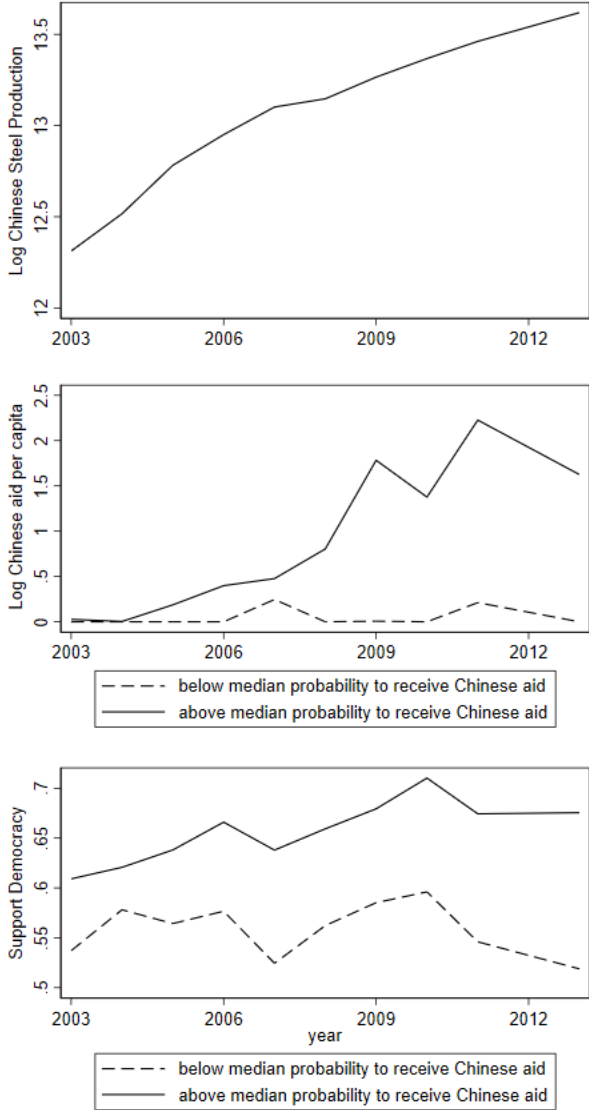 Log Chinese Steel Production
13.5
13
12.5
12
2003 2006 2009 2012
Log Chinese aid per capita
2.5
2
1.5
1
.5
0
2003 2006 2009 2012
below median probability to receive Chinese aid
above median probability to receive Chinese aid
Support Democracy
.7
.65
.6
.55
.5
2003 2006 2009 2012
year
below median probability to receive Chinese aid
above median probability to receive Chinese aid